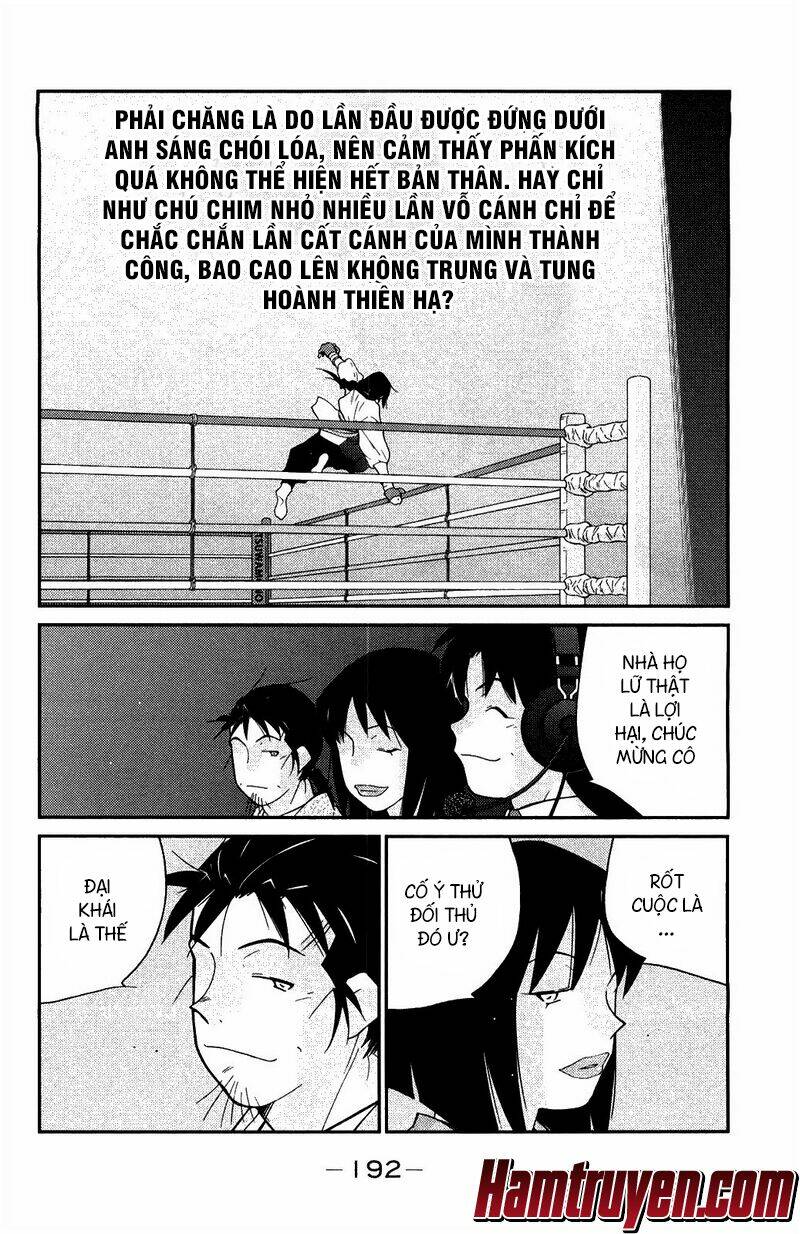 PHẢI CHĂNG LÀ DO LẦN ĐẦU ĐƯỢC ĐỨNG DƯỚI
ANH SÁNG CHÓI LÓA, NÊN CẢM THẤY PHẤN KÍCH
QUÁ KHÔNG THỂ HIỆN HẾT BẢN THÂN. HAY CHỈ
NHƯ CHÚ CHIM NHỎ NHIỀU LẦN VỖ CÁNH CHỈ ĐỂ
CHẮC CHẮN LẦN CẤT CÁNH CỦA MÌNH THÀNH
CÔNG, BAO CAO LÊN KHÔNG TRUNG VÀ TUNG
HOÀNH THIÊN HẠ?
NHÀ HỌ
LỮ THẬT
LÀ LỢI
HẠI, CHÚC
MỪNG CÔ
RỐT
CUỘC LÀ
...
CỐ Ý THỬ
ĐỐI THỦ
ĐÓ Ư?
ĐẠI
KHÁI
LÀ THẾ
-192-
Hamtruyen.com